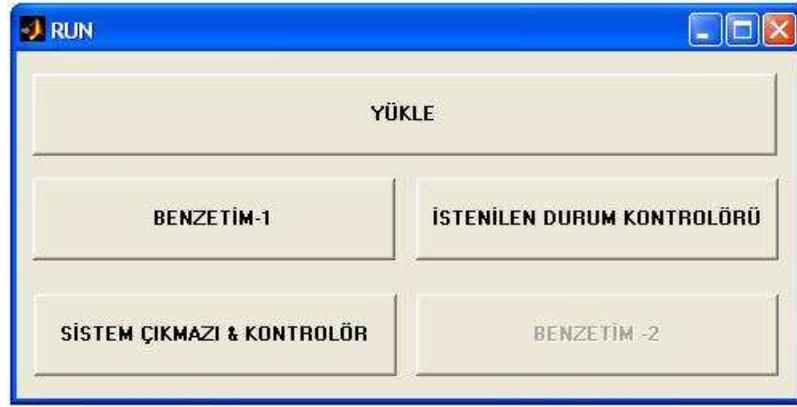 RUN
YÜKLE
BENZETİM-1
İSTENİLEN DURUM KONTROLÖRÜ
SİSTEM ÇIKMAZI & KONTROLÖR
BENZETİM -2